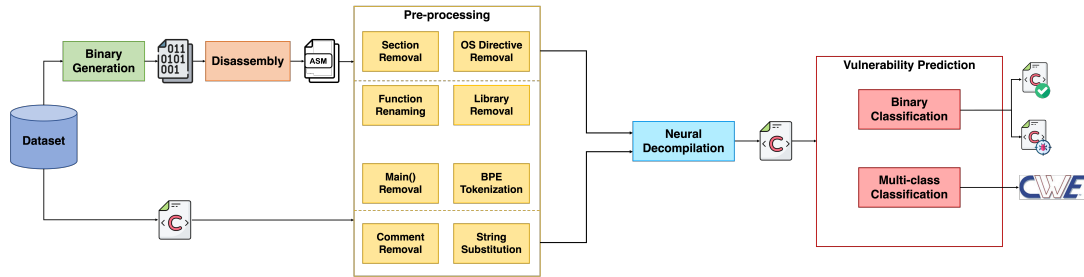 Pre-processing
Binary
Generation
011
0101
001
Disassembly
ASM
Section
Removal
OS Directive
Removal
Function
Renaming
Library
Removal
Dataset
Main()
Removal
BPE
Tokenization
<C>
Comment
Removal
String
Substitution
Neural
Decompilation
<C>
Vulnerability Prediction
Binary
Classification
<C>
<C>
Multi-class
Classification
CWE